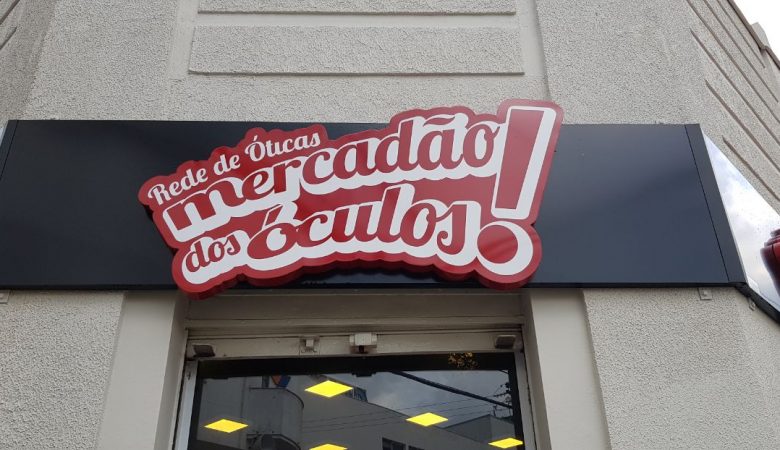 Rede de Óticas
mercadão
dos óculos!